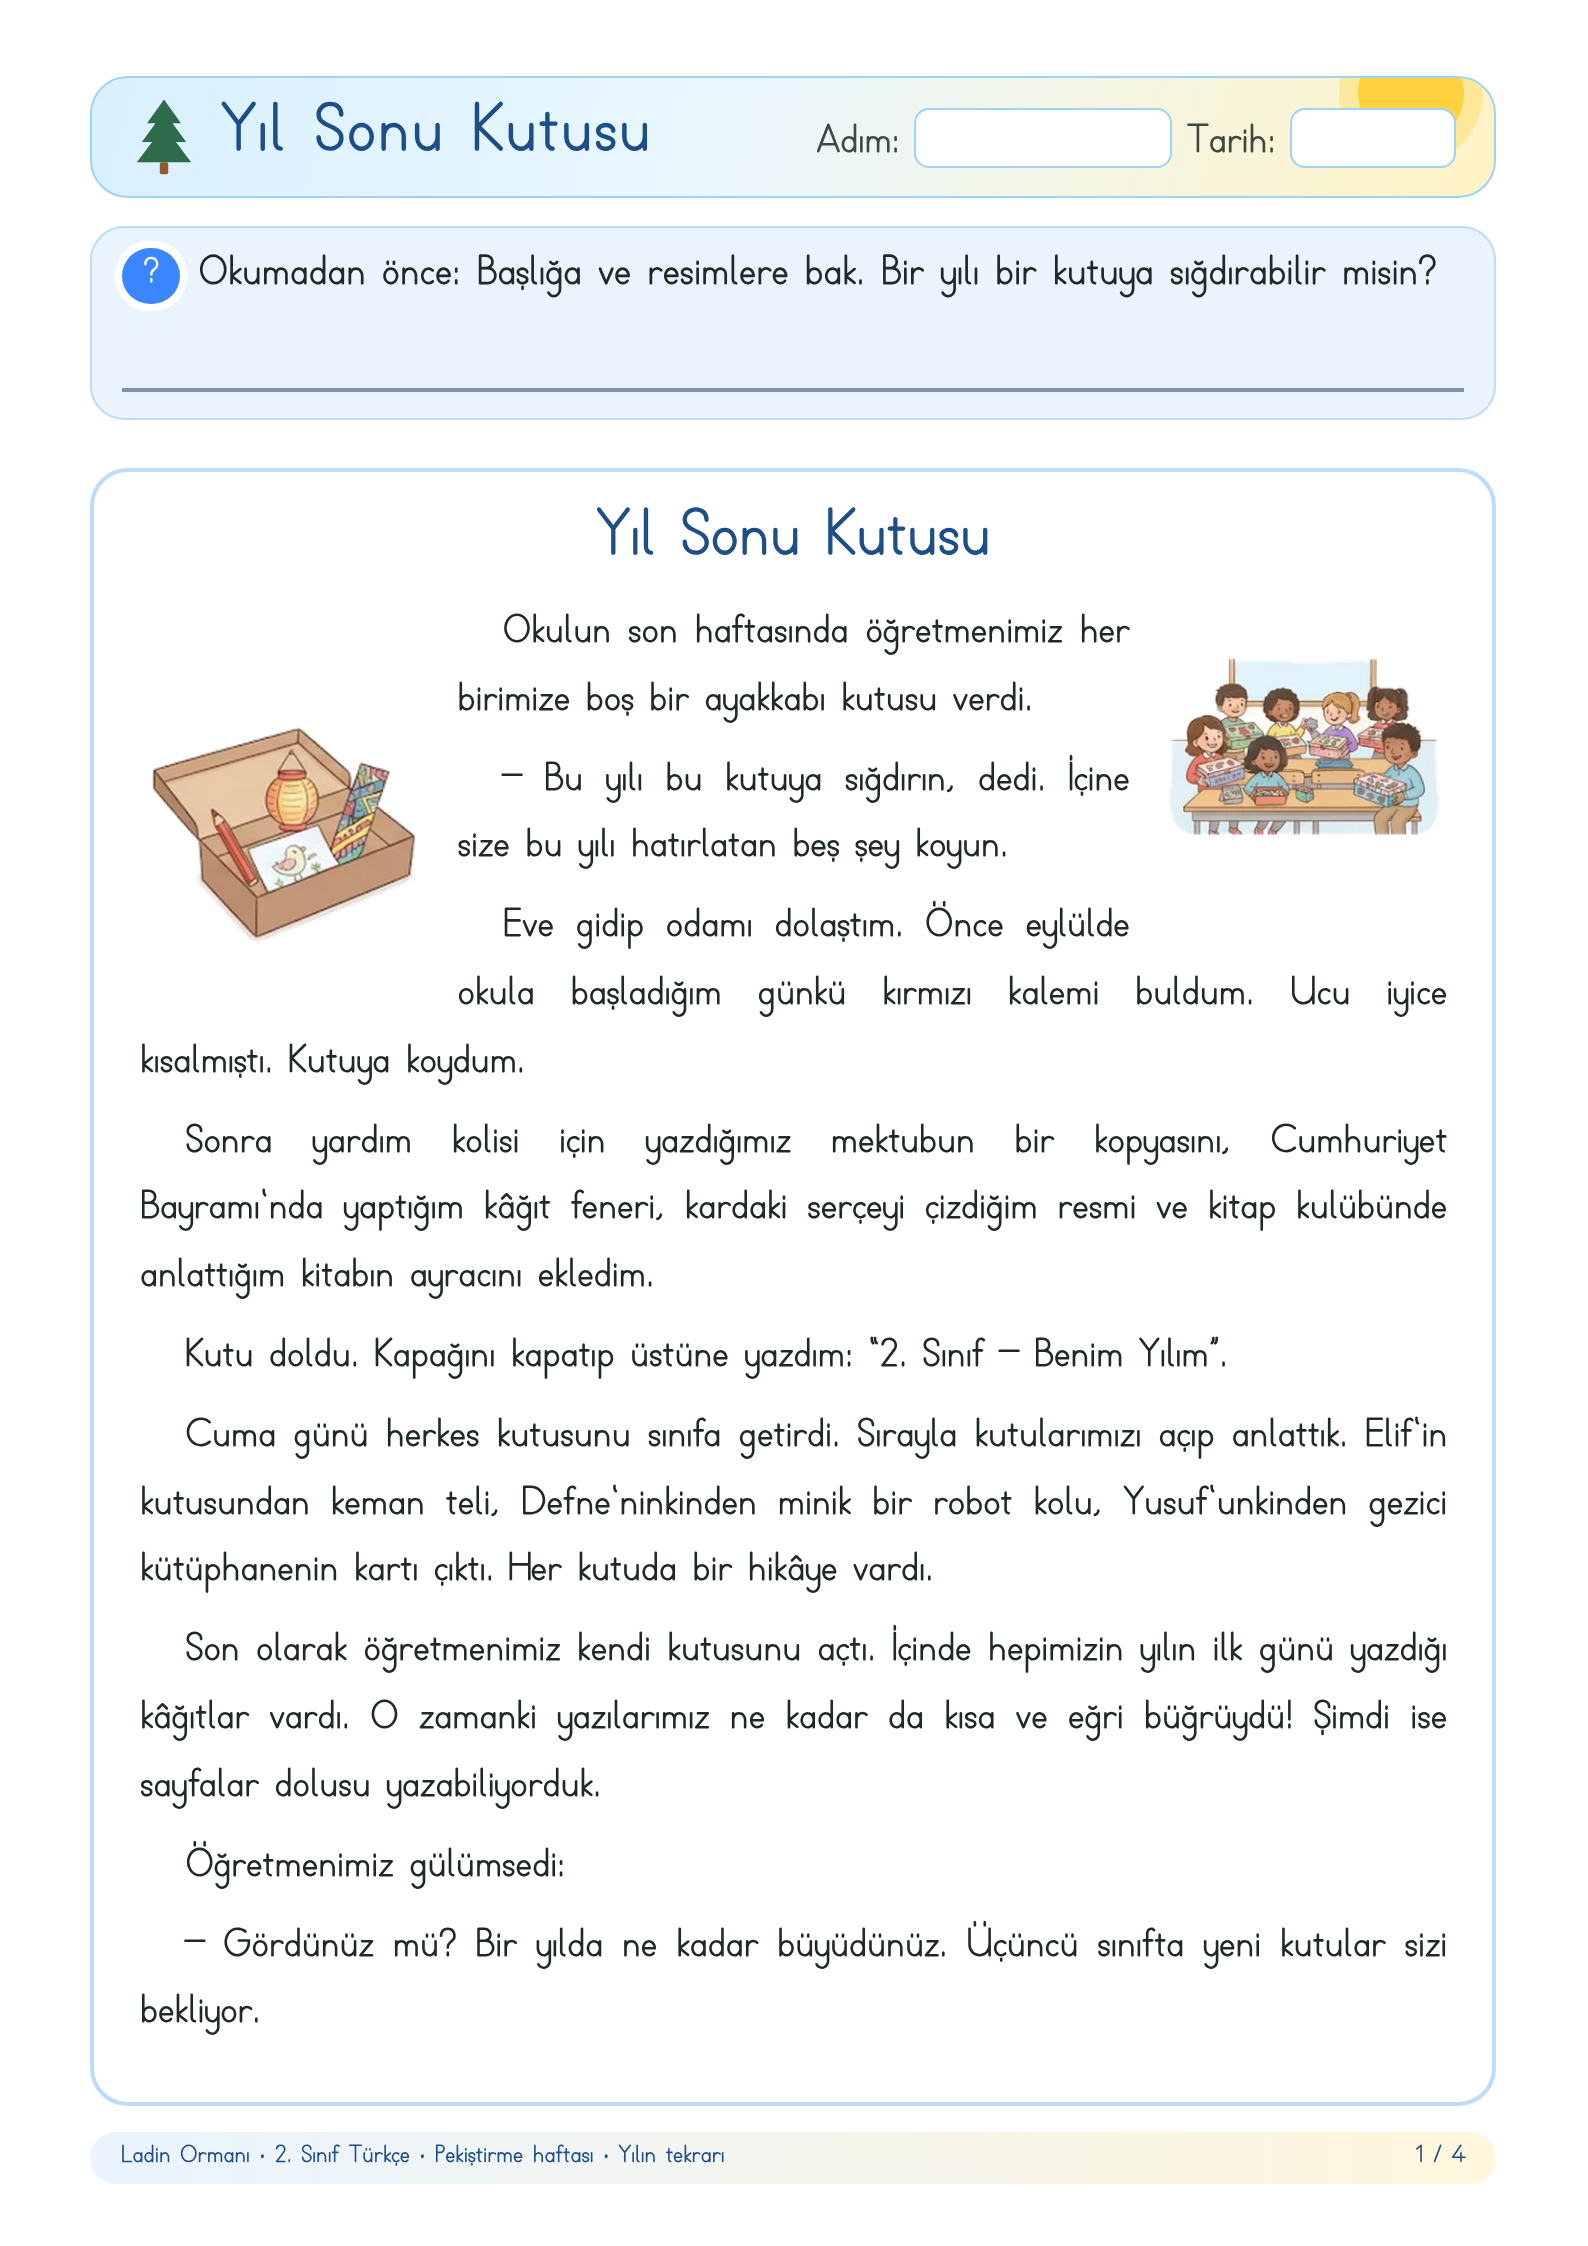 Yıl Sonu Kutusu
Adım:
Tarih:
?
Okumadan önce: Başlığa ve resimlere bak. Bir yılı bir kutuya sığdırabilir misin?
Yıl Sonu Kutusu
Okulun son haftasında öğretmenimiz her
birimize boş bir ayakkabı kutusu verdi.
– Bu yılı bu kutuya sığdırın, dedi. İçine
size bu yılı hatırlatan beş şey koyun.
Eve gidip odamı dolaştım. Önce eylülde
okula başladığım günkü kırmızı kalemi buldum. Ucu iyice
kısalmıştı. Kutuya koydum.
Sonra yardım kolisi için yazdığımız mektubun bir kopyasını, Cumhuriyet
Bayramı‘nda yaptığım kâğıt feneri, kardaki serçeyi çizdiğim resmi ve kitap kulübünde
anlattığım kitabın ayracını ekledim.
Kutu doldu. Kapağını kapatıp üstüne yazdım: “2. Sınıf – Benim Yılım”.
Cuma günü herkes kutusunu sınıfa getirdi. Sırayla kutularımızı açıp anlattık. Elif‘in
kutusundan keman teli, Defne‘ninkinden minik bir robot kolu, Yusuf‘unkinden gezici
kütüphanenin kartı çıktı. Her kutuda bir hikâye vardı.
Son olarak öğretmenimiz kendi kutusunu açtı. İçinde hepimizin yılın ilk günü yazdığı
kâğıtlar vardı. O zamanki yazılarımız ne kadar da kısa ve eğri büğrüydü! Şimdi ise
sayfalar dolusu yazabiliyorduk.
Öğretmenimiz gülümsedi:
– Gördünüz mü? Bir yılda ne kadar büyüdünüz. Üçüncü sınıfta yeni kutular sizi
bekliyor.
Ladin Ormanı • 2. Sınıf Türkçe • Pekiştirme haftası • Yılın tekrarı
1 / 4